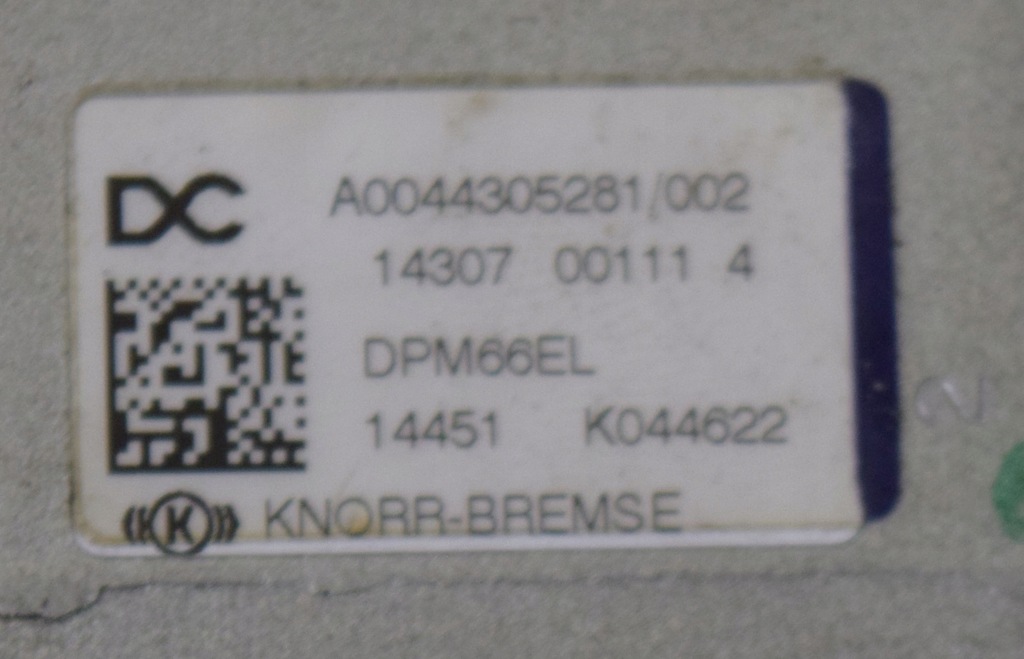 DC
A0044305281/002
14307 00111 4
DPM66EL
14451 K044622
((K)) KNORR-BREMSE